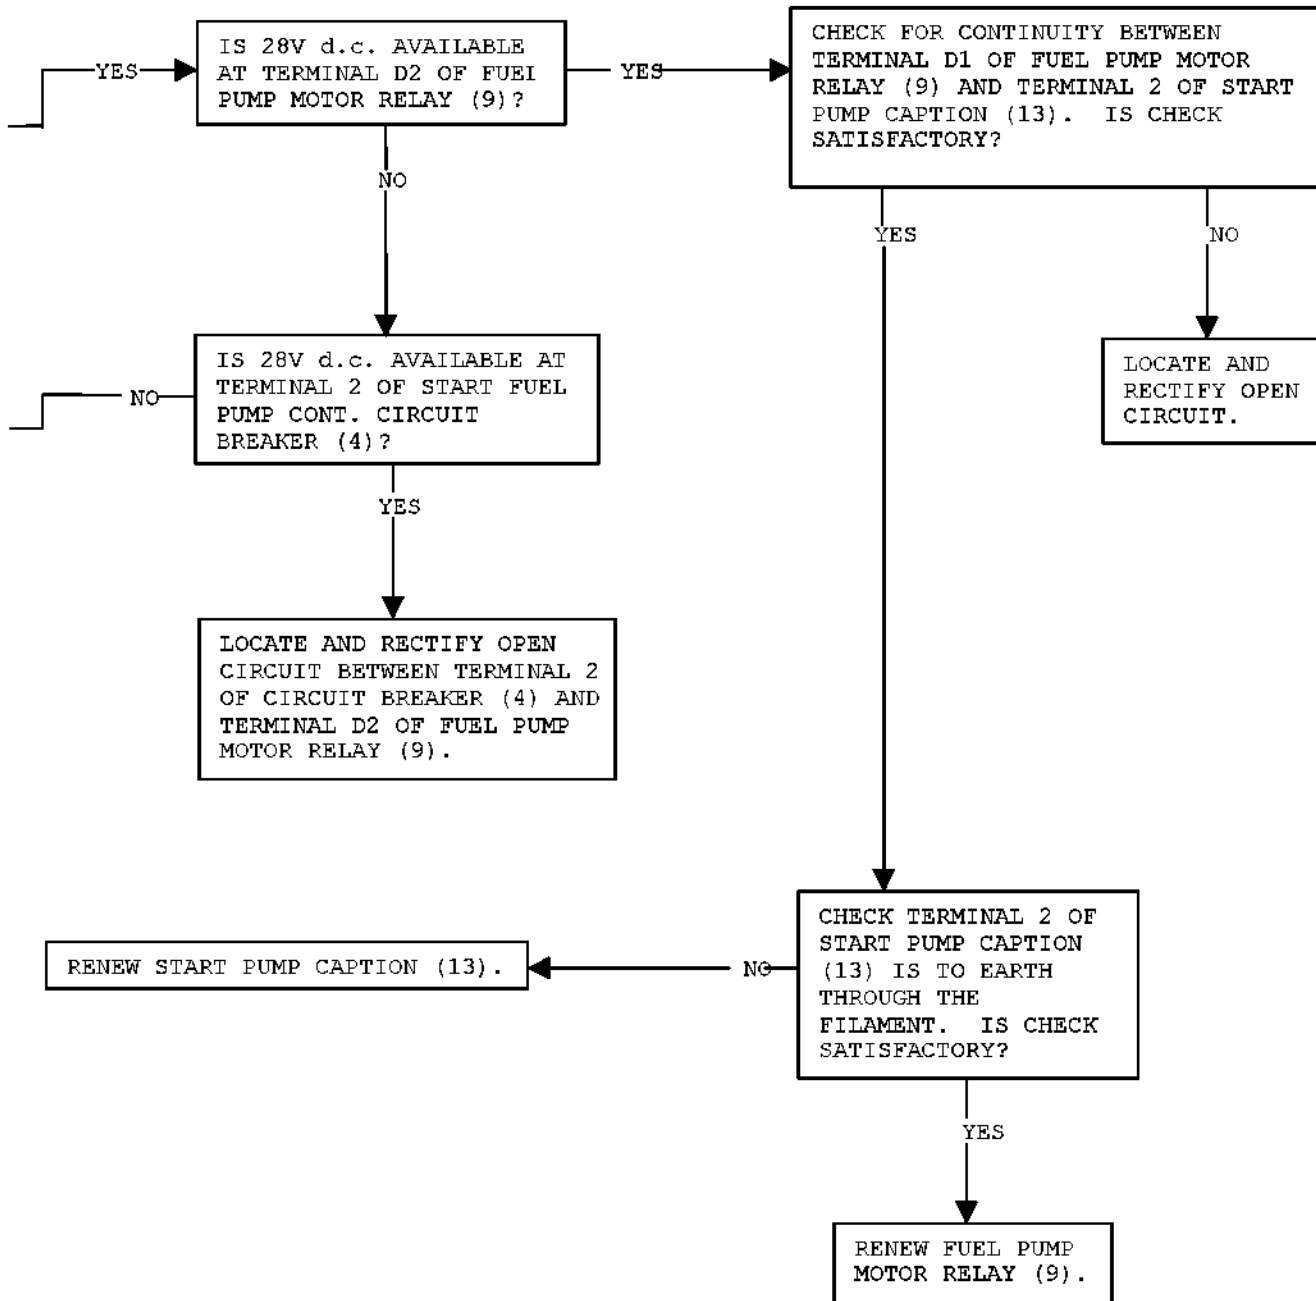 YES
IS 28V d.c. AVAILABLE
AT TERMINAL D2 OF FUEL
PUMP MOTOR RELAY (9)?
YES
CHECK FOR CONTINUITY BETWEEN
TERMINAL D1 OF FUEL PUMP MOTOR
RELAY (9) AND TERMINAL 2 OF START
PUMP CAPTION (13). IS CHECK
SATISFACTORY?
NO
YES
NO
IS 28V d.c. AVAILABLE AT
TERMINAL 2 OF START FUEL
PUMP CONT. CIRCUIT
BREAKER (4)?
NO
LOCATE AND
RECTIFY OPEN
CIRCUIT.
YES
LOCATE AND RECTIFY OPEN
CIRCUIT BETWEEN TERMINAL 2
OF CIRCUIT BREAKER (4) AND
TERMINAL D2 OF FUEL PUMP
MOTOR RELAY (9).
CHECK TERMINAL 2 OF
START PUMP CAPTION
(13) IS TO EARTH
THROUGH THE
FILAMENT. IS CHECK
SATISFACTORY?
NO
RENEW START PUMP CAPTION (13).
YES
RENEW FUEL PUMP
MOTOR RELAY (9).